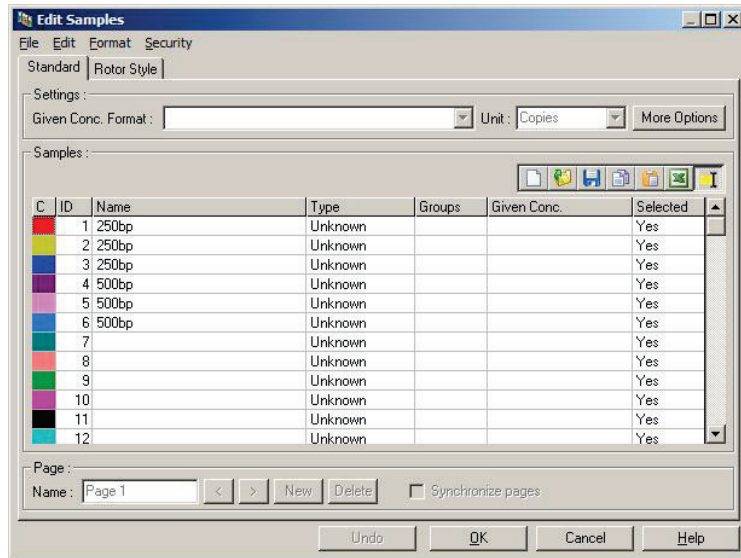 Edit Samples
File Edit Format Security
Standard Rotor Style
Settings :
Given Conc. Format : Unit : Copies More Options
Samples :
C ID Name Type Groups Given Conc. Selected
1 250bp Unknown Yes
2 250bp Unknown Yes
3 250bp Unknown Yes
4 500bp Unknown Yes
5 500bp Unknown Yes
6 500bp Unknown Yes
7 Unknown Yes
8 Unknown Yes
9 Unknown Yes
10 Unknown Yes
11 Unknown Yes
12 Unknown Yes
Page :
Name : Page 1 < > New Delete Synchronize pages
Undo OK Cancel Help